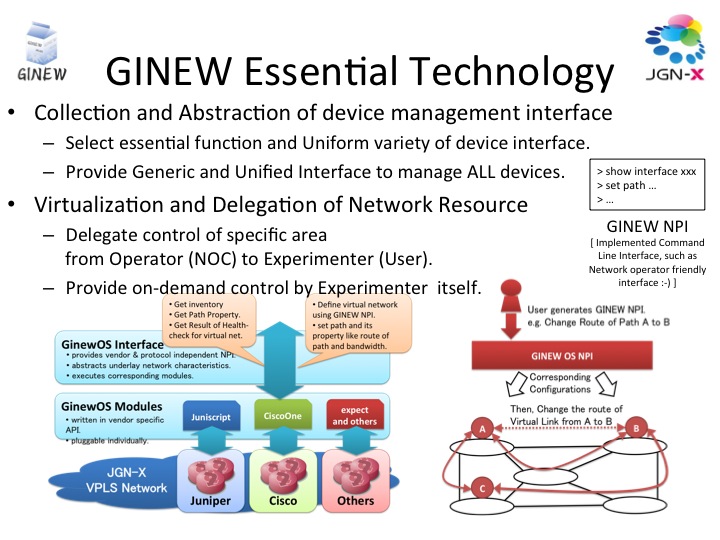 GINEW
GINEW Essential Technology
JGN-X
• Collection and Abstraction of device management interface
– Select essential function and Uniform variety of device interface.
– Provide Generic and Unified Interface to manage ALL devices.
• Virtualization and Delegation of Network Resource
– Delegate control of specific area
from Operator (NOC) to Experimenter (User).
– Provide on-demand control by Experimenter itself.
> show interface xxx
> set path …
> …
GINEW NPI
[ Implemented Command
Line Interface, such as
Network operator friendly
interface :-) ]
• Get inventory
• Get Path Property.
• Get Result of Health-
check for virtual net.
• Define virtual network
using GINEW NPI.
• set path and its
property like route of
path and bandwidth.
GinewOS Interface
• provides vendor & protocol independent NPI.
• abstracts underlay network characteristics.
• executes corresponding modules.
GinewOS Modules
• written in vendor specific
API.
• pluggable individually.
Juniscript
CiscoOne
expect
and others
JGN-X
VPLS Network
Juniper
Cisco
Others
User generates GINEW NPI.
e.g. Change Route of Path A to B
GINEW OS NPI
Corresponding
Configurations
Then, Change the route of
Virtual Link from A to B
A
B
C